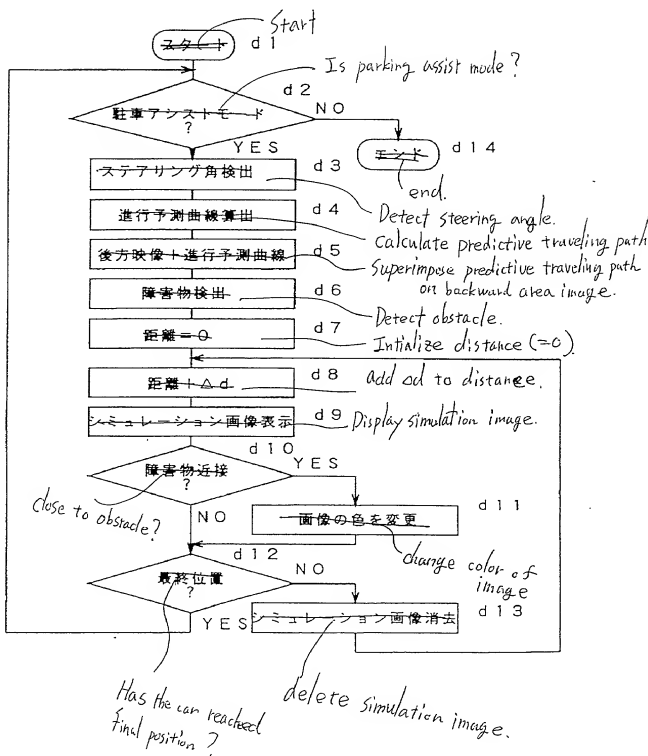 Start
スタート d1
Is parking assist mode?
d2
駐車アシストモード
?
NO
YES
エンド d14
end.
d3
ステアリング角検出
Detect steering angle.
d4
進行予測曲線算出
Calculate predictive traveling path
d5
後方映像+進行予測曲線
Superimpose predictive traveling path
on backward area image.
d6
障害物検出
Detect obstacle.
d7
距離=0
Intialize distance (=0)
d8
距離+Δd
add Δd to distance.
d9
シミュレーション画像表示
Display simulation image.
d10
障害物近接
?
YES
close to obstacle?
NO
d11
画像の色を変更
change color of
image
d12
最終位置
?
NO
d13
YES
シミュレーション画像消去
Has the can reached
final position?
delete simulation image.